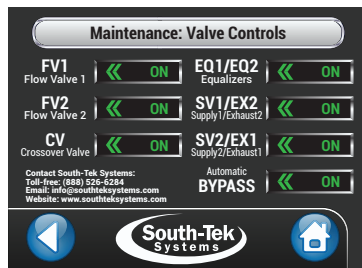 Maintenance: Valve Controls
FV1
Flow Valve 1
ON
EQ1/EQ2
Equalizers
ON
FV2
Flow Valve 2
ON
SV1/EX2
Supply1/Exhaust2
ON
CV
Crossover Valve
ON
SV2/EX1
Supply2/Exhaust1
ON
Contact South-Tek Systems:
Toll-free: (888) 526-6284
Email: info@southteksystems.com
Website: www.southteksystems.com
Automatic
BYPASS
ON
South-Tek
Systems